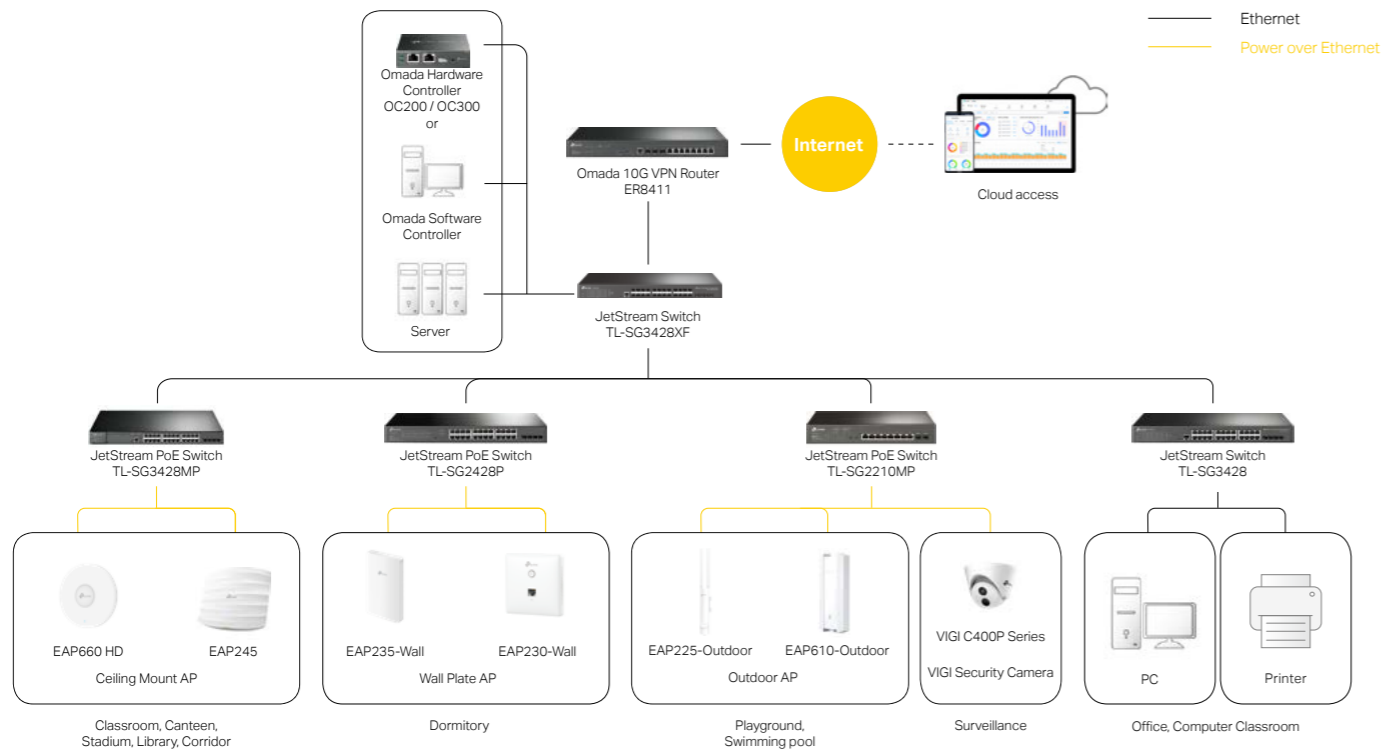 Ethernet
Power over Ethernet
Omada Hardware
Controller
OC200 / OC300
or
Omada Software
Controller
Server
Omada 10G VPN Router
ER8411
Internet
Cloud access
JetStream Switch
TL-SG3428XF
JetStream PoE Switch
TL-SG3428MP
JetStream PoE Switch
TL-SG2428P
JetStream PoE Switch
TL-SG2210MP
JetStream Switch
TL-SG3428
EAP660 HD
EAP245
Ceiling Mount AP
EAP235-Wall
EAP230-Wall
Wall Plate AP
EAP225-Outdoor
EAP610-Outdoor
Outdoor AP
VIGI C400P Series
VIGI Security Camera
PC
Printer
Classroom, Canteen,
Stadium, Library, Corridor
Dormitory
Playground,
Swimming pool
Surveillance
Office, Computer Classroom